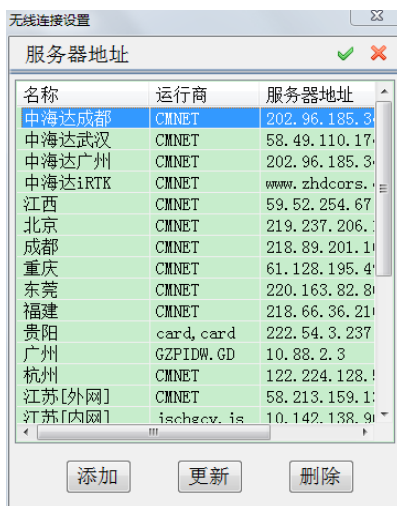 无线连接设置
服务器地址
名称 运行商 服务器地址
中海达成都 CMNET 202.96.185.3
中海达武汉 CMNET 58.49.110.17
中海达广州 CMNET 202.96.185.3
中海达iRTK CMNET www.zhdcors.
江西 CMNET 59.52.254.67
北京 CMNET 219.237.206.
成都 CMNET 218.89.201.1
重庆 CMNET 61.128.195.4
东莞 CMNET 220.163.82.8
福建 CMNET 218.66.36.21
贵阳 card,card 222.54.3.237
广州 GZPIDW.GD 10.88.2.3
杭州 CMNET 122.224.128.
江苏[外网] CMNET 58.213.159.1
江苏[内网] jschgcv.js 10.142.138.9
添加 更新 删除